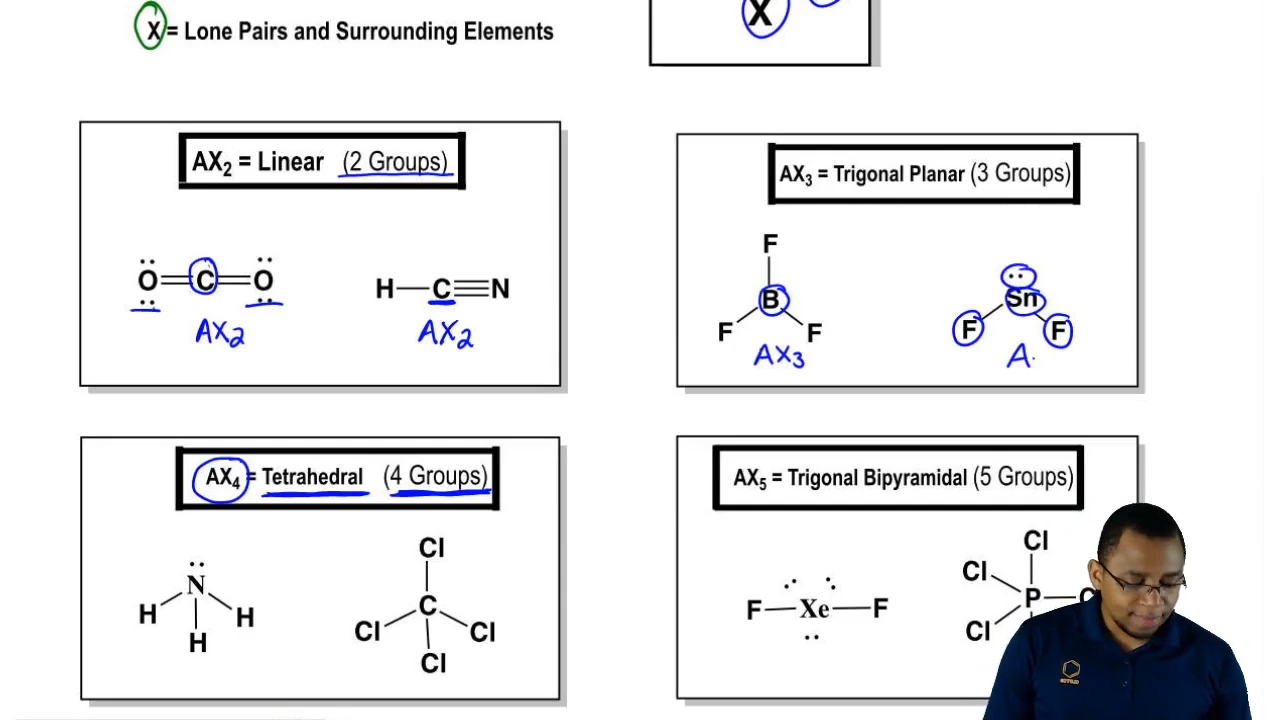 X = Lone Pairs and Surrounding Elements
X
AX₂ = Linear (2 Groups)
O C O
AX₂
H C N
AX₂
AX₃ = Trigonal Planar (3 Groups)
F
B
F F
AX₃
Sn
F F
A
AX₄ = Tetrahedral (4 Groups)
N
H H
H
Cl
C
Cl Cl
Cl
AX₅ = Trigonal Bipyramidal (5 Groups)
F Xe F
Cl
Cl
P
Cl